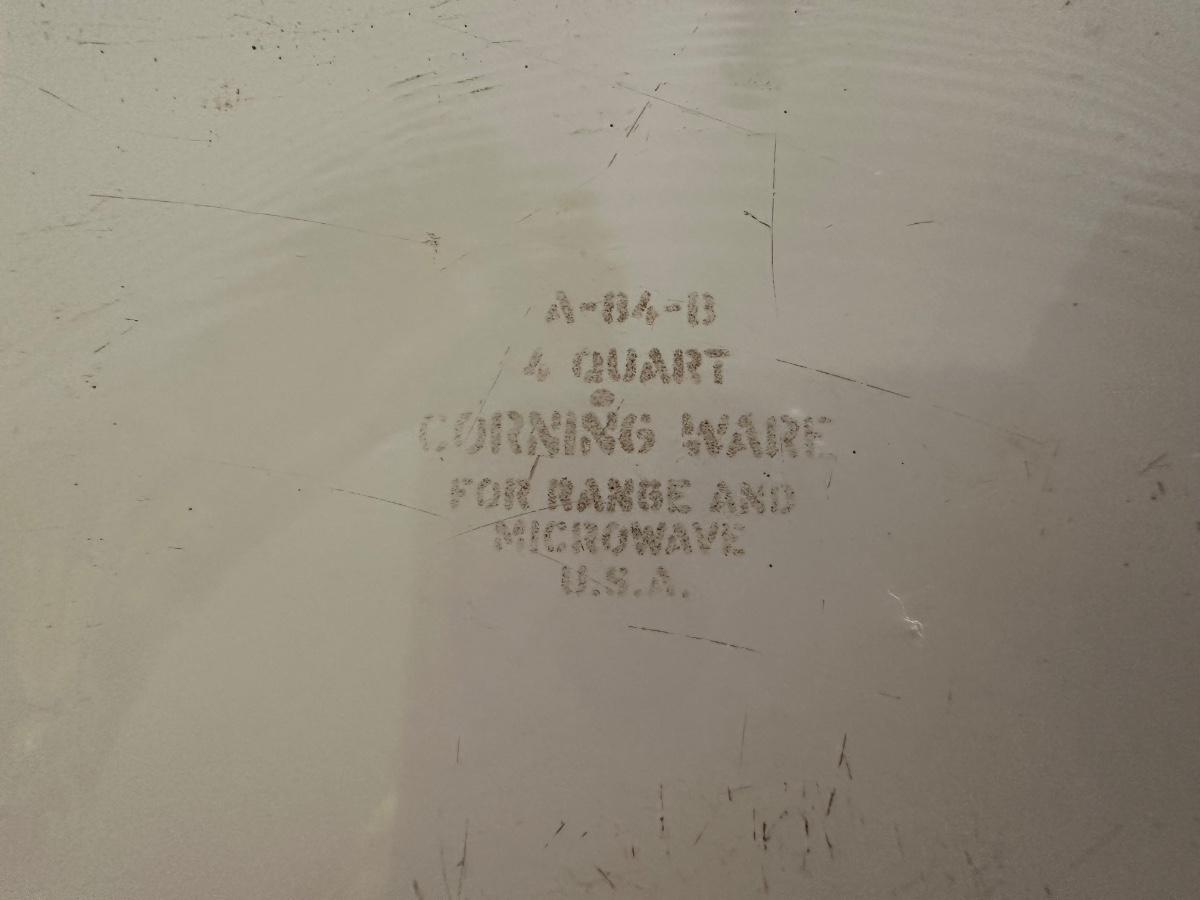 A-84-B
4 QUART
CORNING WARE
FOR RANGE AND
MICROWAVE
U.S.A.